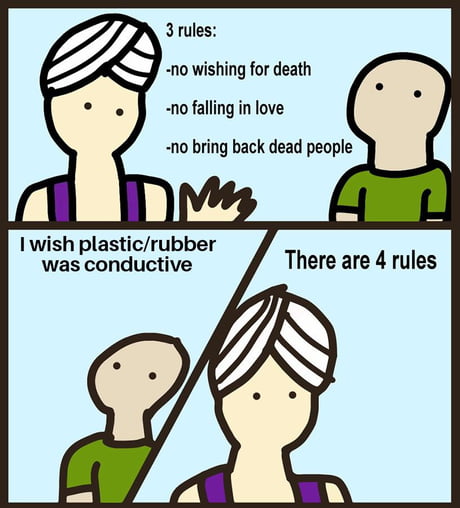 3 rules:
-no wishing for death
-no falling in love
-no bring back dead people
I wish plastic/rubber
was conductive
There are 4 rules